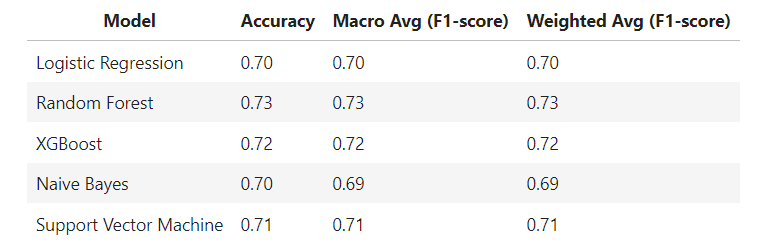 Model Accuracy Macro Avg (F1-score) Weighted Avg (F1-score)
Logistic Regression 0.70 0.70 0.70
Random Forest 0.73 0.73 0.73
XGBoost 0.72 0.72 0.72
Naive Bayes 0.70 0.69 0.69
Support Vector Machine 0.71 0.71 0.71